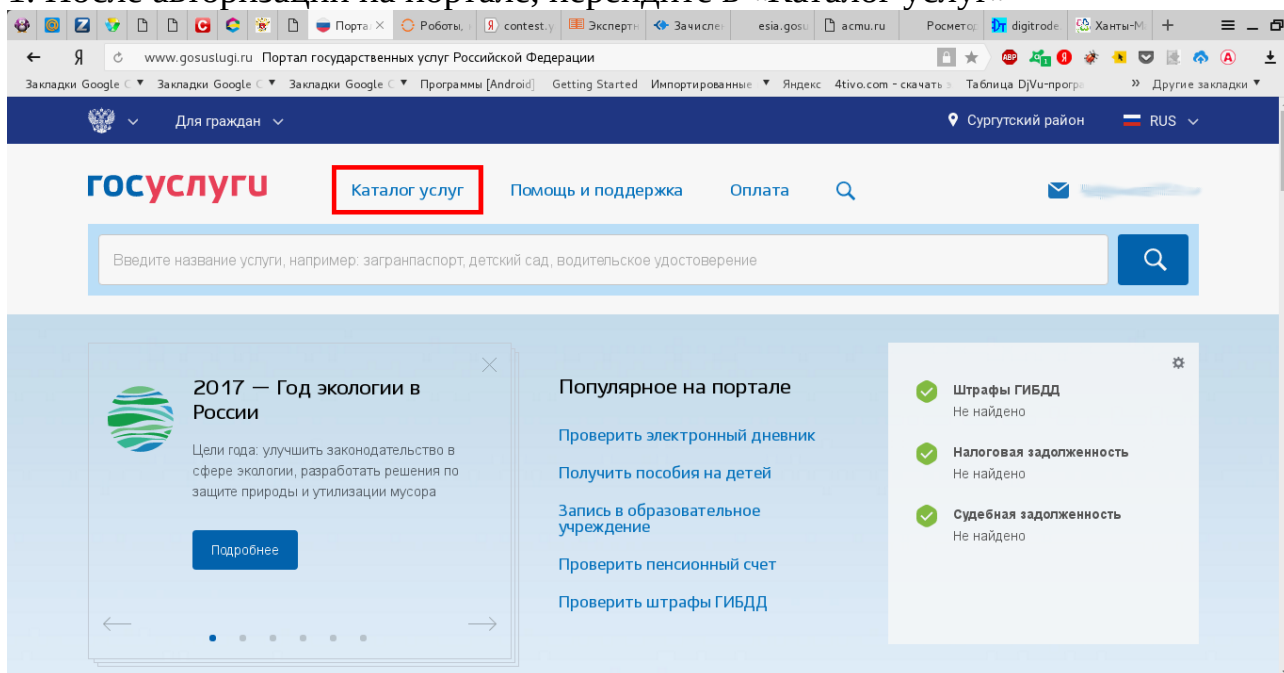 1. После авторизации на портале, перейдите в «Каталог услуг»
Порта Роботы, contest.y Эксперт Зачисле esia.gosu acmu.ru Росметод digitrode Ханты-М
www.gosuslugi.ru Портал государственных услуг Российской Федерации
Закладки Google С Закладки Google С Закладки Google С Программы [Android] Getting Started Импортированные Яндекс 4tivo.com - скачать Таблица DjVu-програ » Другие закладки
Для граждан Сургутский район RUS
госуслуги Каталог услуг Помощь и поддержка Оплата
Введите название услуги, например: загранпаспорт, детский сад, водительское удостоверение
2017 — Год экологии в
России
Цели года: улучшить законодательство в
сфере экологии, разработать решения по
защите природы и утилизации мусора
Подробнее
Популярное на портале
Проверить электронный дневник
Получить пособия на детей
Запись в образовательное
учреждение
Проверить пенсионный счет
Проверить штрафы ГИБДД
Штрафы ГИБДД
Не найдено
Налоговая задолженность
Не найдено
Судебная задолженность
Не найдено